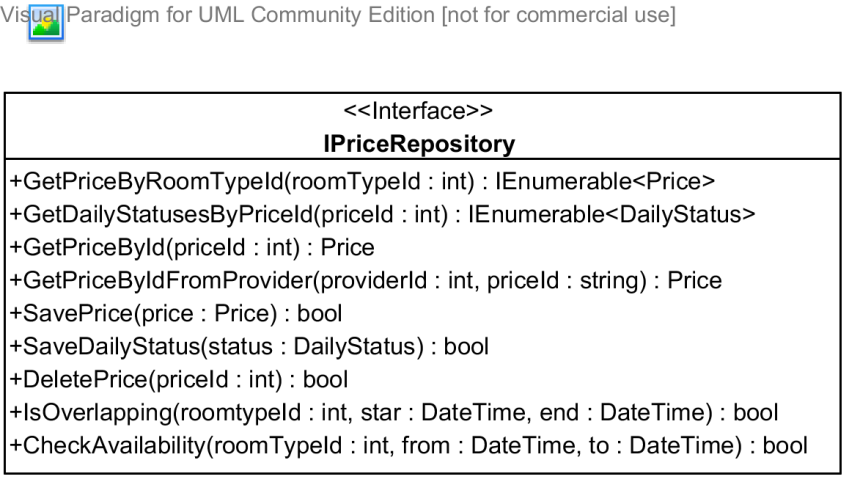 Visual Paradigm for UML Community Edition [not for commercial use]
<<Interface>>
IPriceRepository
+GetPriceByRoomTypeId(roomTypeId : int) : IEnumerable<Price>
+GetDailyStatusesByPriceId(priceId : int) : IEnumerable<DailyStatus>
+GetPriceById(priceId : int) : Price
+GetPriceByIdFromProvider(providerId : int, priceId : string) : Price
+SavePrice(price : Price) : bool
+SaveDailyStatus(status : DailyStatus) : bool
+DeletePrice(priceId : int) : bool
+IsOverlapping(roomtypeId : int, star : DateTime, end : DateTime) : bool
+CheckAvailability(roomTypeId : int, from : DateTime, to : DateTime) : bool